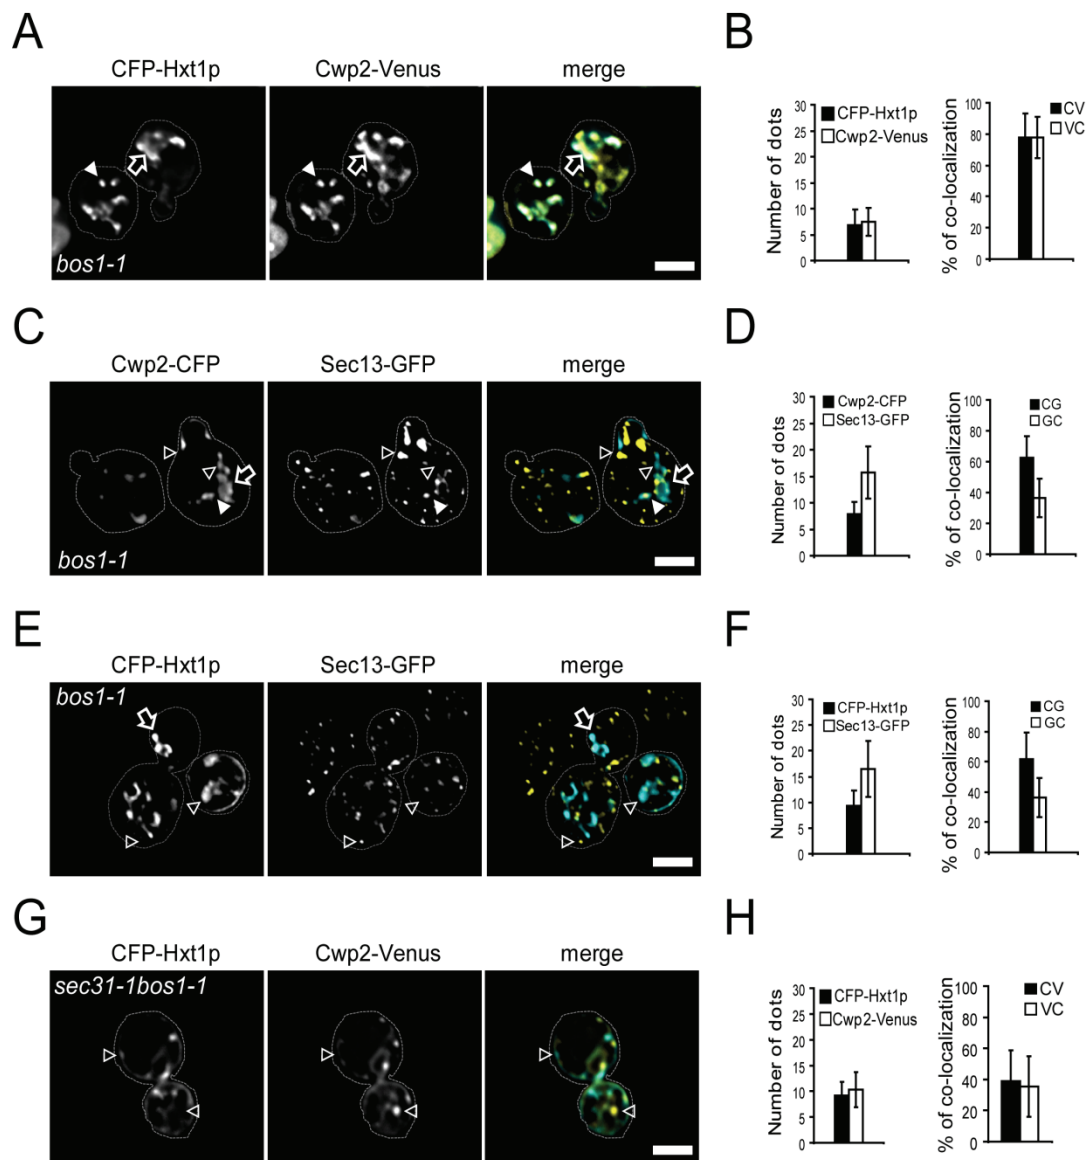 A
CFP-Hxt1p Cwp2-Venus merge
bos1-1
B
Number of dots
30
25
20
15
10
5
0
CFP-Hxt1p
Cwp2-Venus
% of co-localization
100
80
60
40
20
0
CV
VC
C
Cwp2-CFP Sec13-GFP merge
bos1-1
D
Number of dots
30
25
20
15
10
5
0
Cwp2-CFP
Sec13-GFP
% of co-localization
100
80
60
40
20
0
CG
GC
E
CFP-Hxt1p Sec13-GFP merge
bos1-1
F
Number of dots
30
25
20
15
10
5
0
CFP-Hxt1p
Sec13-GFP
% of co-localization
100
80
60
40
20
0
CG
GC
G
CFP-Hxt1p Cwp2-Venus merge
sec31-1bos1-1
H
Number of dots
30
25
20
15
10
5
0
CFP-Hxt1p
Cwp2-Venus
% of co-localization
100
80
60
40
20
0
CV
VC